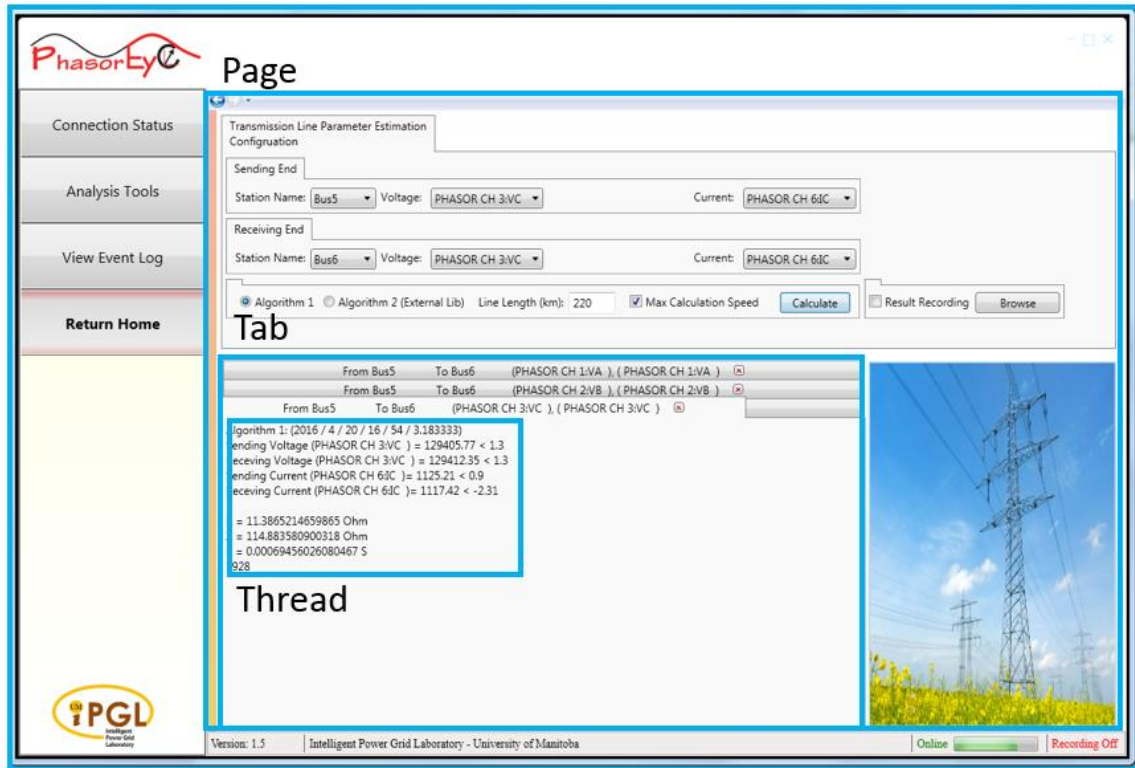 PhasorEye
Page
Connection Status
Analysis Tools
View Event Log
Return Home
Transmission Line Parameter Estimation
Configruation
Sending End
Station Name: Bus5 Voltage: PHASOR CH 3:VC Current: PHASOR CH 6:IC
Receiving End
Station Name: Bus6 Voltage: PHASOR CH 3:VC Current: PHASOR CH 6:IC
Algorithm 1 Algorithm 2 (External Lib) Line Length (km): 220 Max Calculation Speed Calculate Result Recording Browse
Tab
From Bus5 To Bus6 (PHASOR CH 1:VA ), ( PHASOR CH 1:VA )
From Bus5 To Bus6 (PHASOR CH 2:VB ), ( PHASOR CH 2:VB )
From Bus5 To Bus6 (PHASOR CH 3:VC ), ( PHASOR CH 3:VC )
lgorithm 1: (2016 / 4 / 20 / 16 / 54 / 3.183333)
ending Voltage (PHASOR CH 3:VC ) = 129405.77 < 1.3
eceving Voltage (PHASOR CH 3:VC ) = 129412.35 < 1.3
ending Current (PHASOR CH 6:IC )= 1125.21 < 0.9
eceving Current (PHASOR CH 6:IC )= 1117.42 < -2.31
= 11.3865214659865 Ohm
= 114.883580900318 Ohm
= 0.00069456026080467 S
928
Thread
UM
iPGL
Intelligent
Power Grid
Laboratory
Version: 1.5 Intelligent Power Grid Laboratory - University of Manitoba Online Recording Off